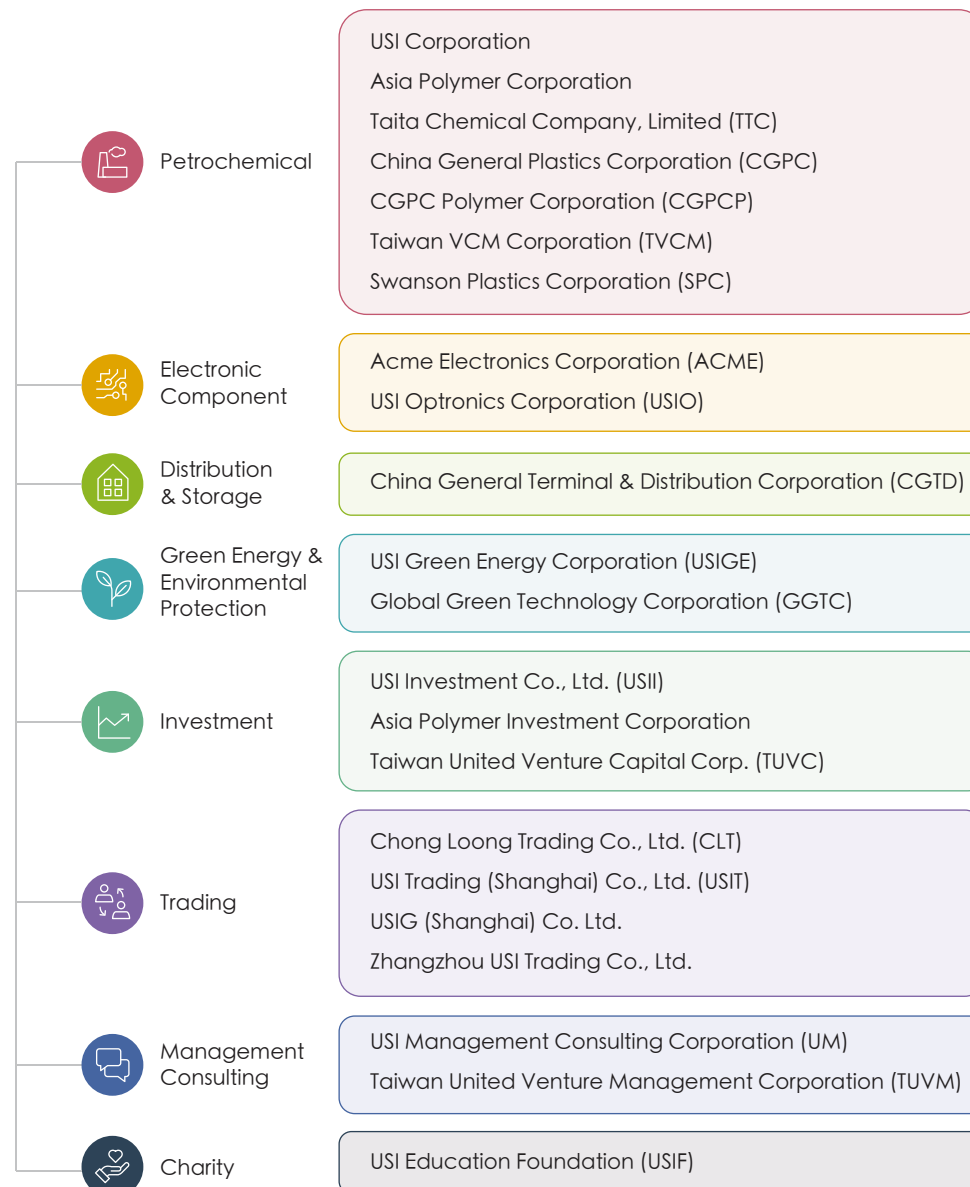 Petrochemical
USI Corporation
Asia Polymer Corporation
Taita Chemical Company, Limited (TTC)
China General Plastics Corporation (CGPC)
CGPC Polymer Corporation (CGPCP)
Taiwan VCM Corporation (TVCM)
Swanson Plastics Corporation (SPC)
Electronic
Component
Acme Electronics Corporation (ACME)
USI Optronics Corporation (USIO)
Distribution
& Storage
China General Terminal & Distribution Corporation (CGTD)
Green Energy &
Environmental
Protection
USI Green Energy Corporation (USIGE)
Global Green Technology Corporation (GGTC)
Investment
USI Investment Co., Ltd. (USII)
Asia Polymer Investment Corporation
Taiwan United Venture Capital Corp. (TUVC)
Trading
Chong Loong Trading Co., Ltd. (CLT)
USI Trading (Shanghai) Co., Ltd. (USIT)
USIG (Shanghai) Co. Ltd.
Zhangzhou USI Trading Co., Ltd.
Management
Consulting
USI Management Consulting Corporation (UM)
Taiwan United Venture Management Corporation (TUVM)
Charity
USI Education Foundation (USIF)